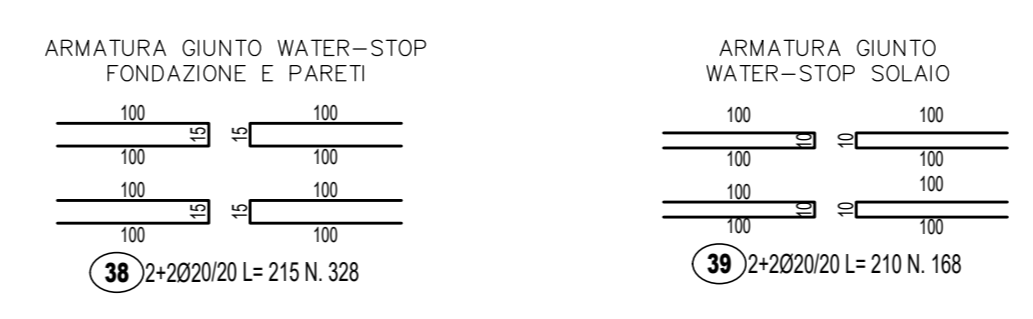 ARMATURA GIUNTO WATER-STOP
FONDAZIONE E PARETI
100 100
15 15
100 100
100 100
15 15
100 100
38 2+2Ø20/20 L= 215 N. 328
ARMATURA GIUNTO
WATER-STOP SOLAIO
100 100
10 10
100 100
100 100
10 10
100 100
39 2+2Ø20/20 L= 210 N. 168